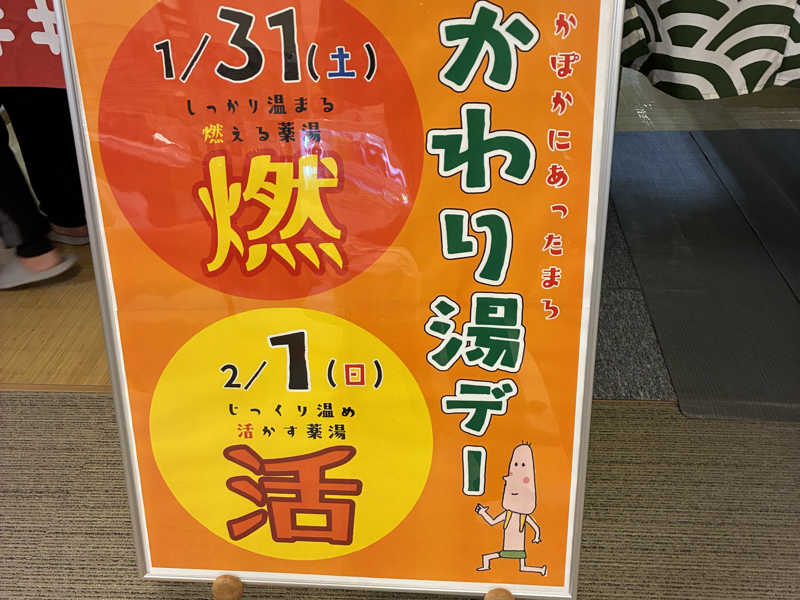 かぽかにあったまろ
かわり湯デー
1/31(土)
しっかり温まる
燃える薬湯
燃
2/1(日)
じっくり温め
活かす薬湯
活